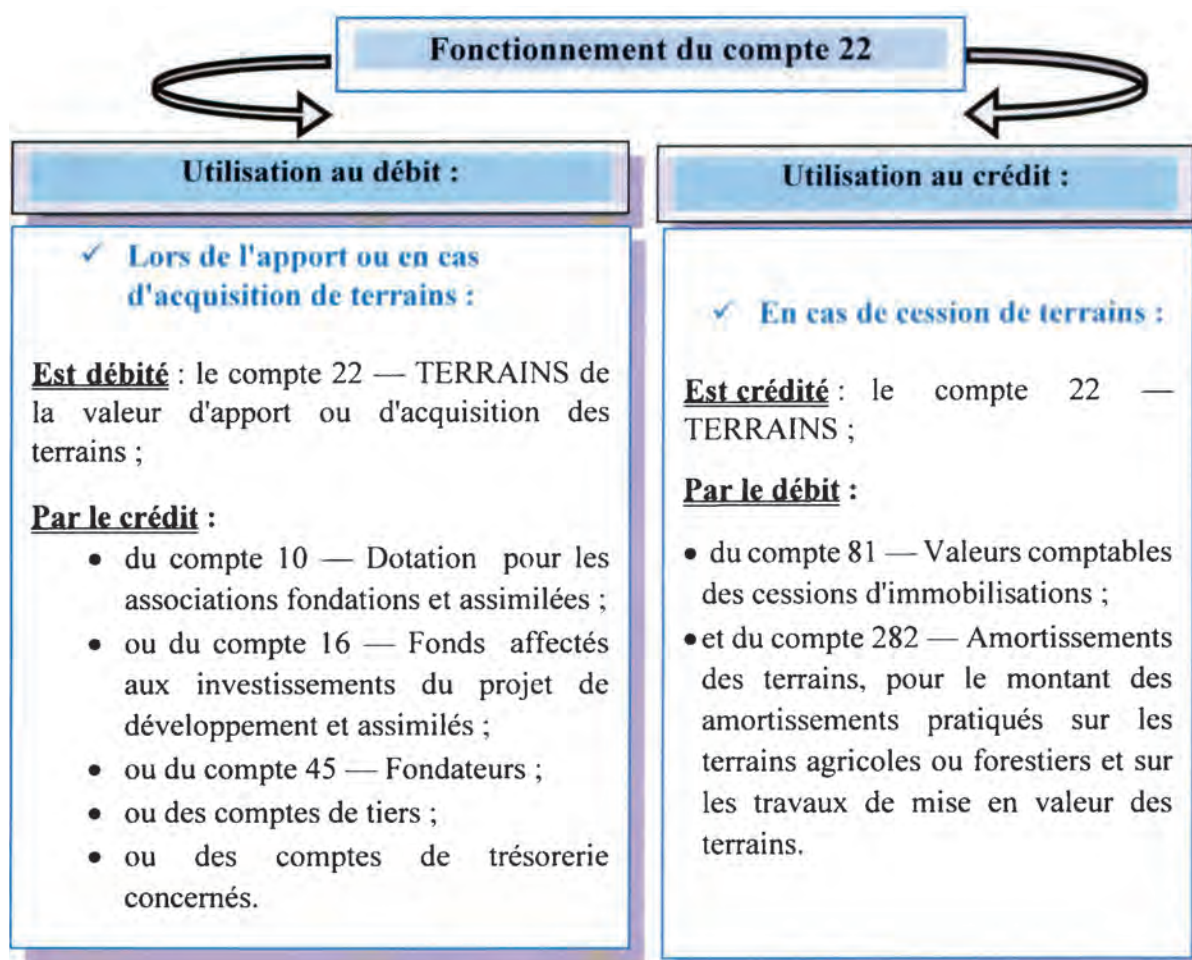 Fonctionnement du compte 22
Utilisation au débit :
✓ Lors de l'apport ou en cas
d'acquisition de terrains :
Est débité : le compte 22 — TERRAINS de
la valeur d'apport ou d'acquisition des
terrains ;
Par le crédit :
• du compte 10 — Dotation pour les
associations fondations et assimilées ;
• ou du compte 16 — Fonds affectés
aux investissements du projet de
développement et assimilés ;
• ou du compte 45 — Fondateurs ;
• ou des comptes de tiers ;
• ou des comptes de trésorerie
concernés.
Utilisation au crédit :
✓ En cas de cession de terrains :
Est crédité : le compte 22 —
TERRAINS ;
Par le débit :
• du compte 81 — Valeurs comptables
des cessions d'immobilisations ;
• et du compte 282 — Amortissements
des terrains, pour le montant des
amortissements pratiqués sur les
terrains agricoles ou forestiers et sur
les travaux de mise en valeur des
terrains.